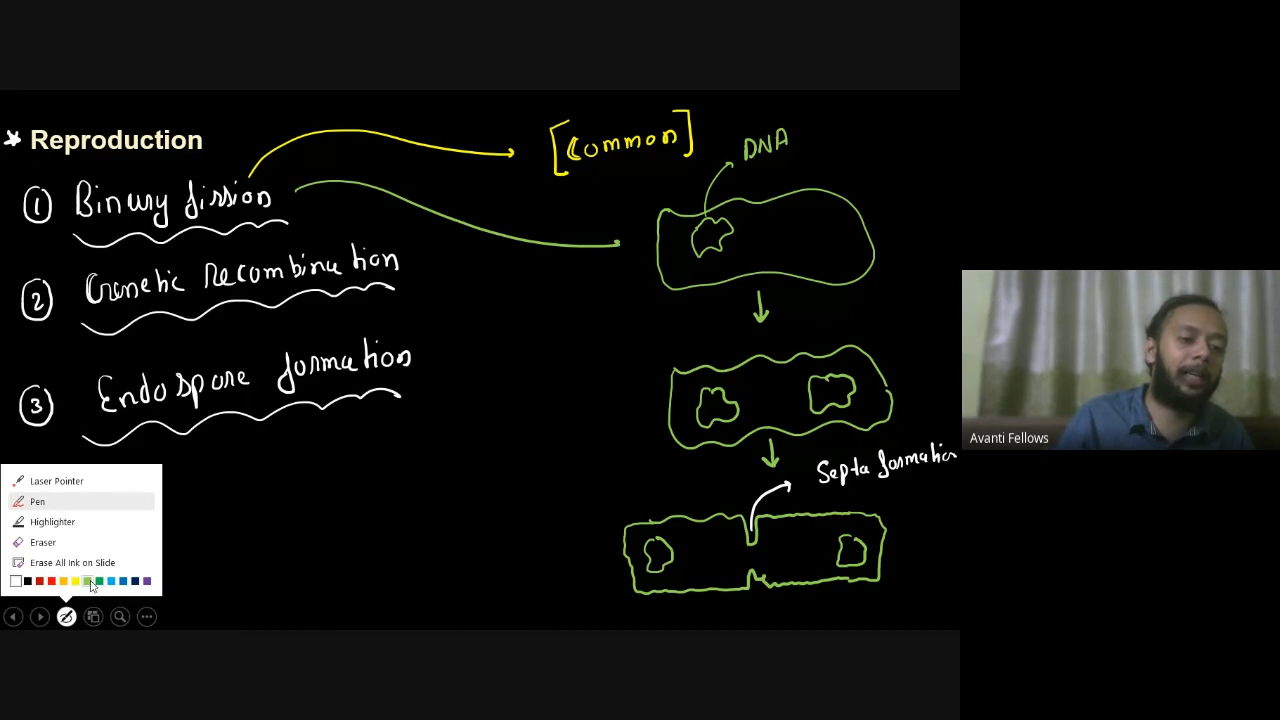 Reproduction
[Common]
DNA
① Binary fission
② Genetic Recombination
③ Endospore formation
Septa formation
Laser Pointer
Pen
Highlighter
Eraser
Erase All Ink on Slide
Avanti Fellows